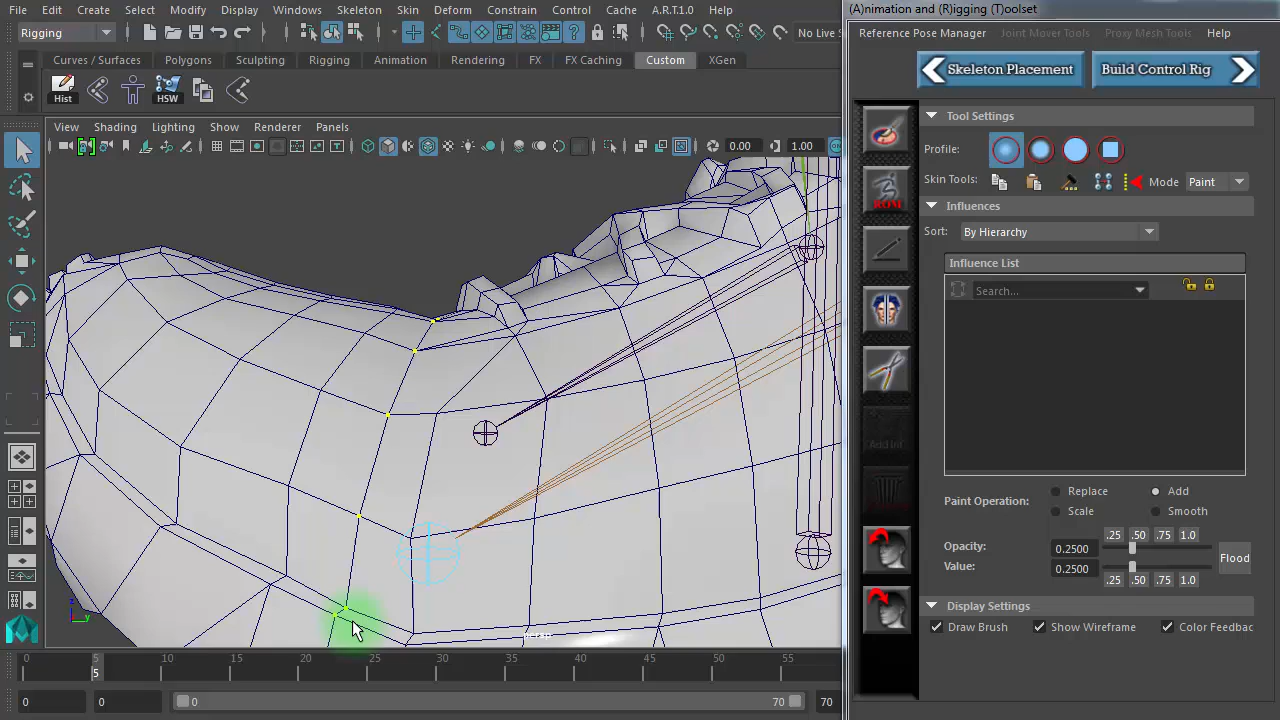 File Edit Create Select Modify Display Windows Skeleton Skin Deform Constrain Control Cache A.R.T.1.0 Help
(A)nimation and (R)igging (T)oolset
Rigging
No Live S
Reference Pose Manager Joint Mover Tools Proxy Mesh Tools Help
Curves / Surfaces Polygons Sculpting Rigging Animation Rendering FX FX Caching Custom XGen
Skeleton Placement Build Control Rig
Hist HSW
Tool Settings
View Shading Lighting Show Renderer Panels
0.00 1.00
Profile:
Skin Tools: Mode Paint
ROM
Influences
Sort: By Hierarchy
Influence List
Search...
Add Inf
Paint Operation: Replace Add
Scale Smooth
.25 .50 .75 1.0
Opacity: 0.2500
Flood
Value: 0.2500
.25 .50 .75 1.0
Display Settings
Draw Brush Show Wireframe Color Feedbac
z
y
persp
0 5 10 15 20 25 30 35 40 45 50 55
5
0 0 0 70 70